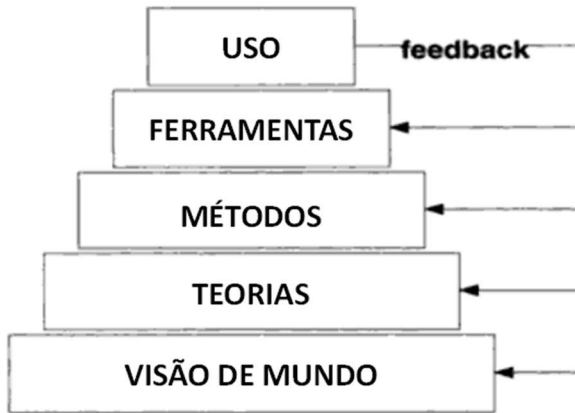 USO
feedback
FERRAMENTAS
MÉTODOS
TEORIAS
VISÃO DE MUNDO